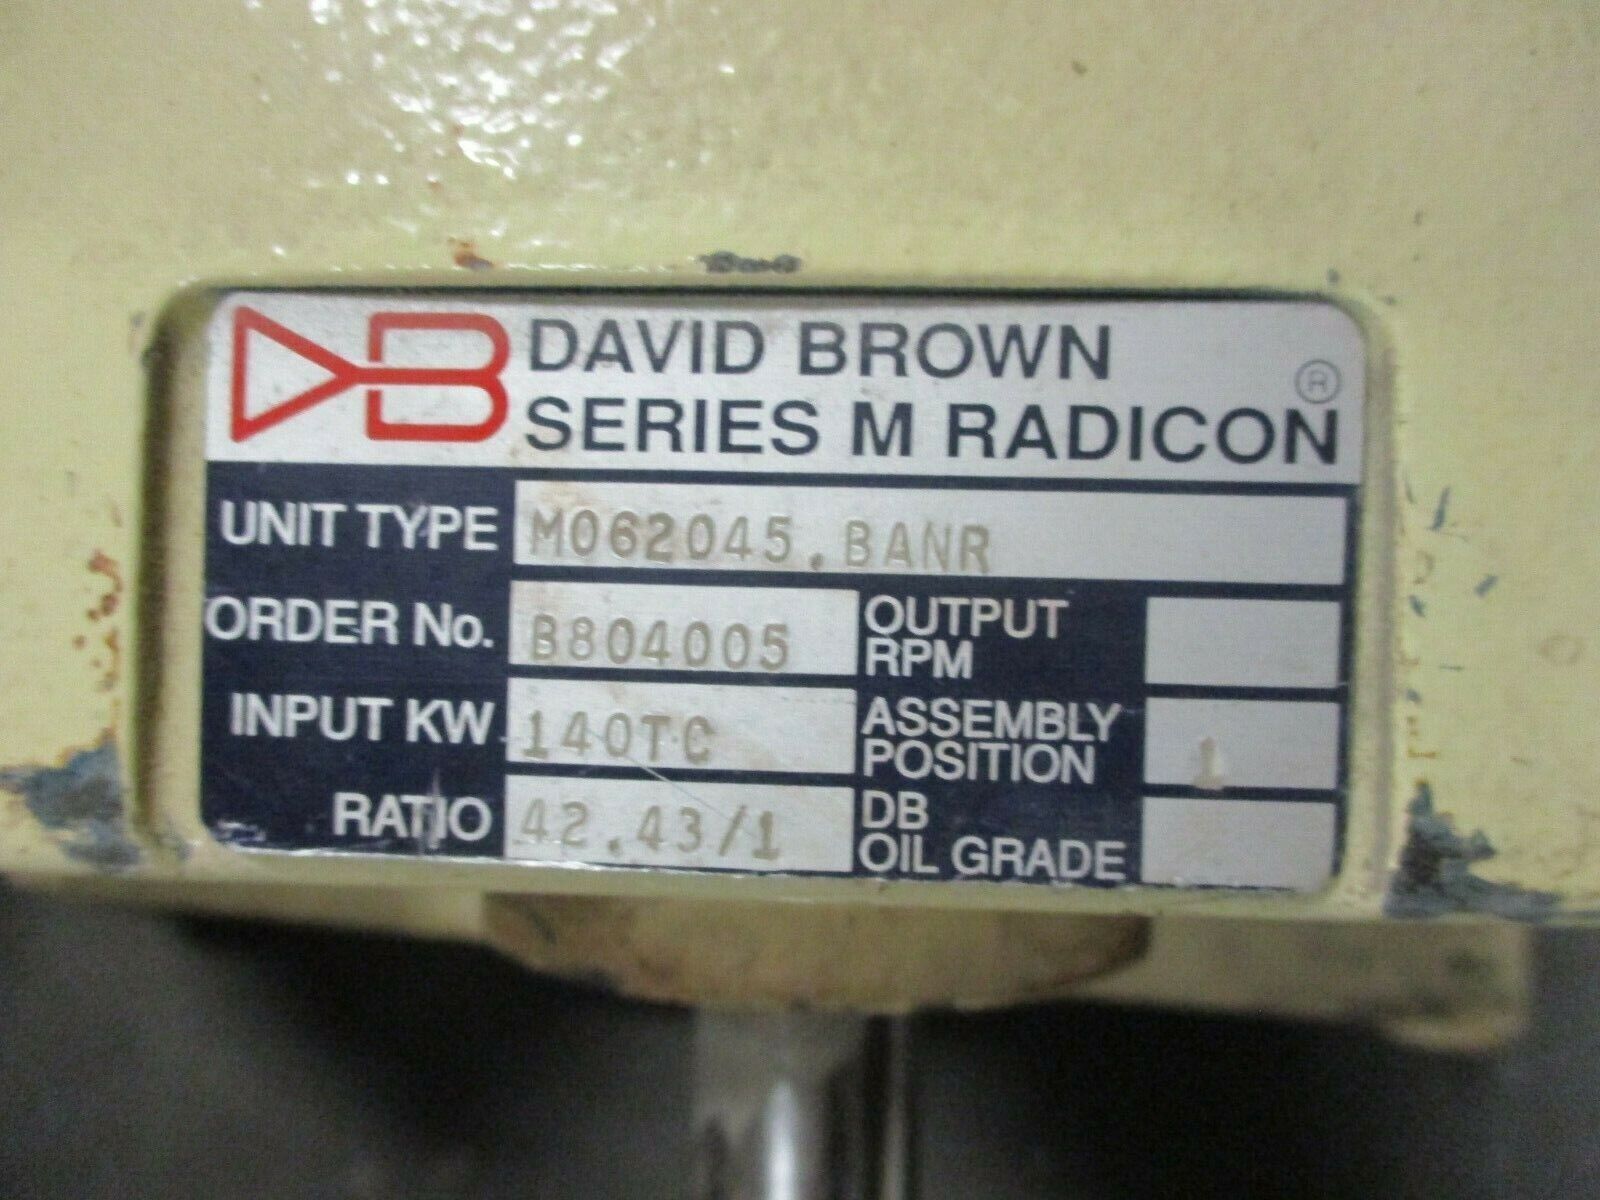 DB DAVID BROWN
SERIES M RADICON ®
UNIT TYPE M062045.BANR
ORDER No. B804005 OUTPUT RPM
INPUT KW 140TC ASSEMBLY POSITION 1
RATIO 42.43/1 DB OIL GRADE